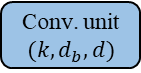 Conv. unit
(k, d_b, d)